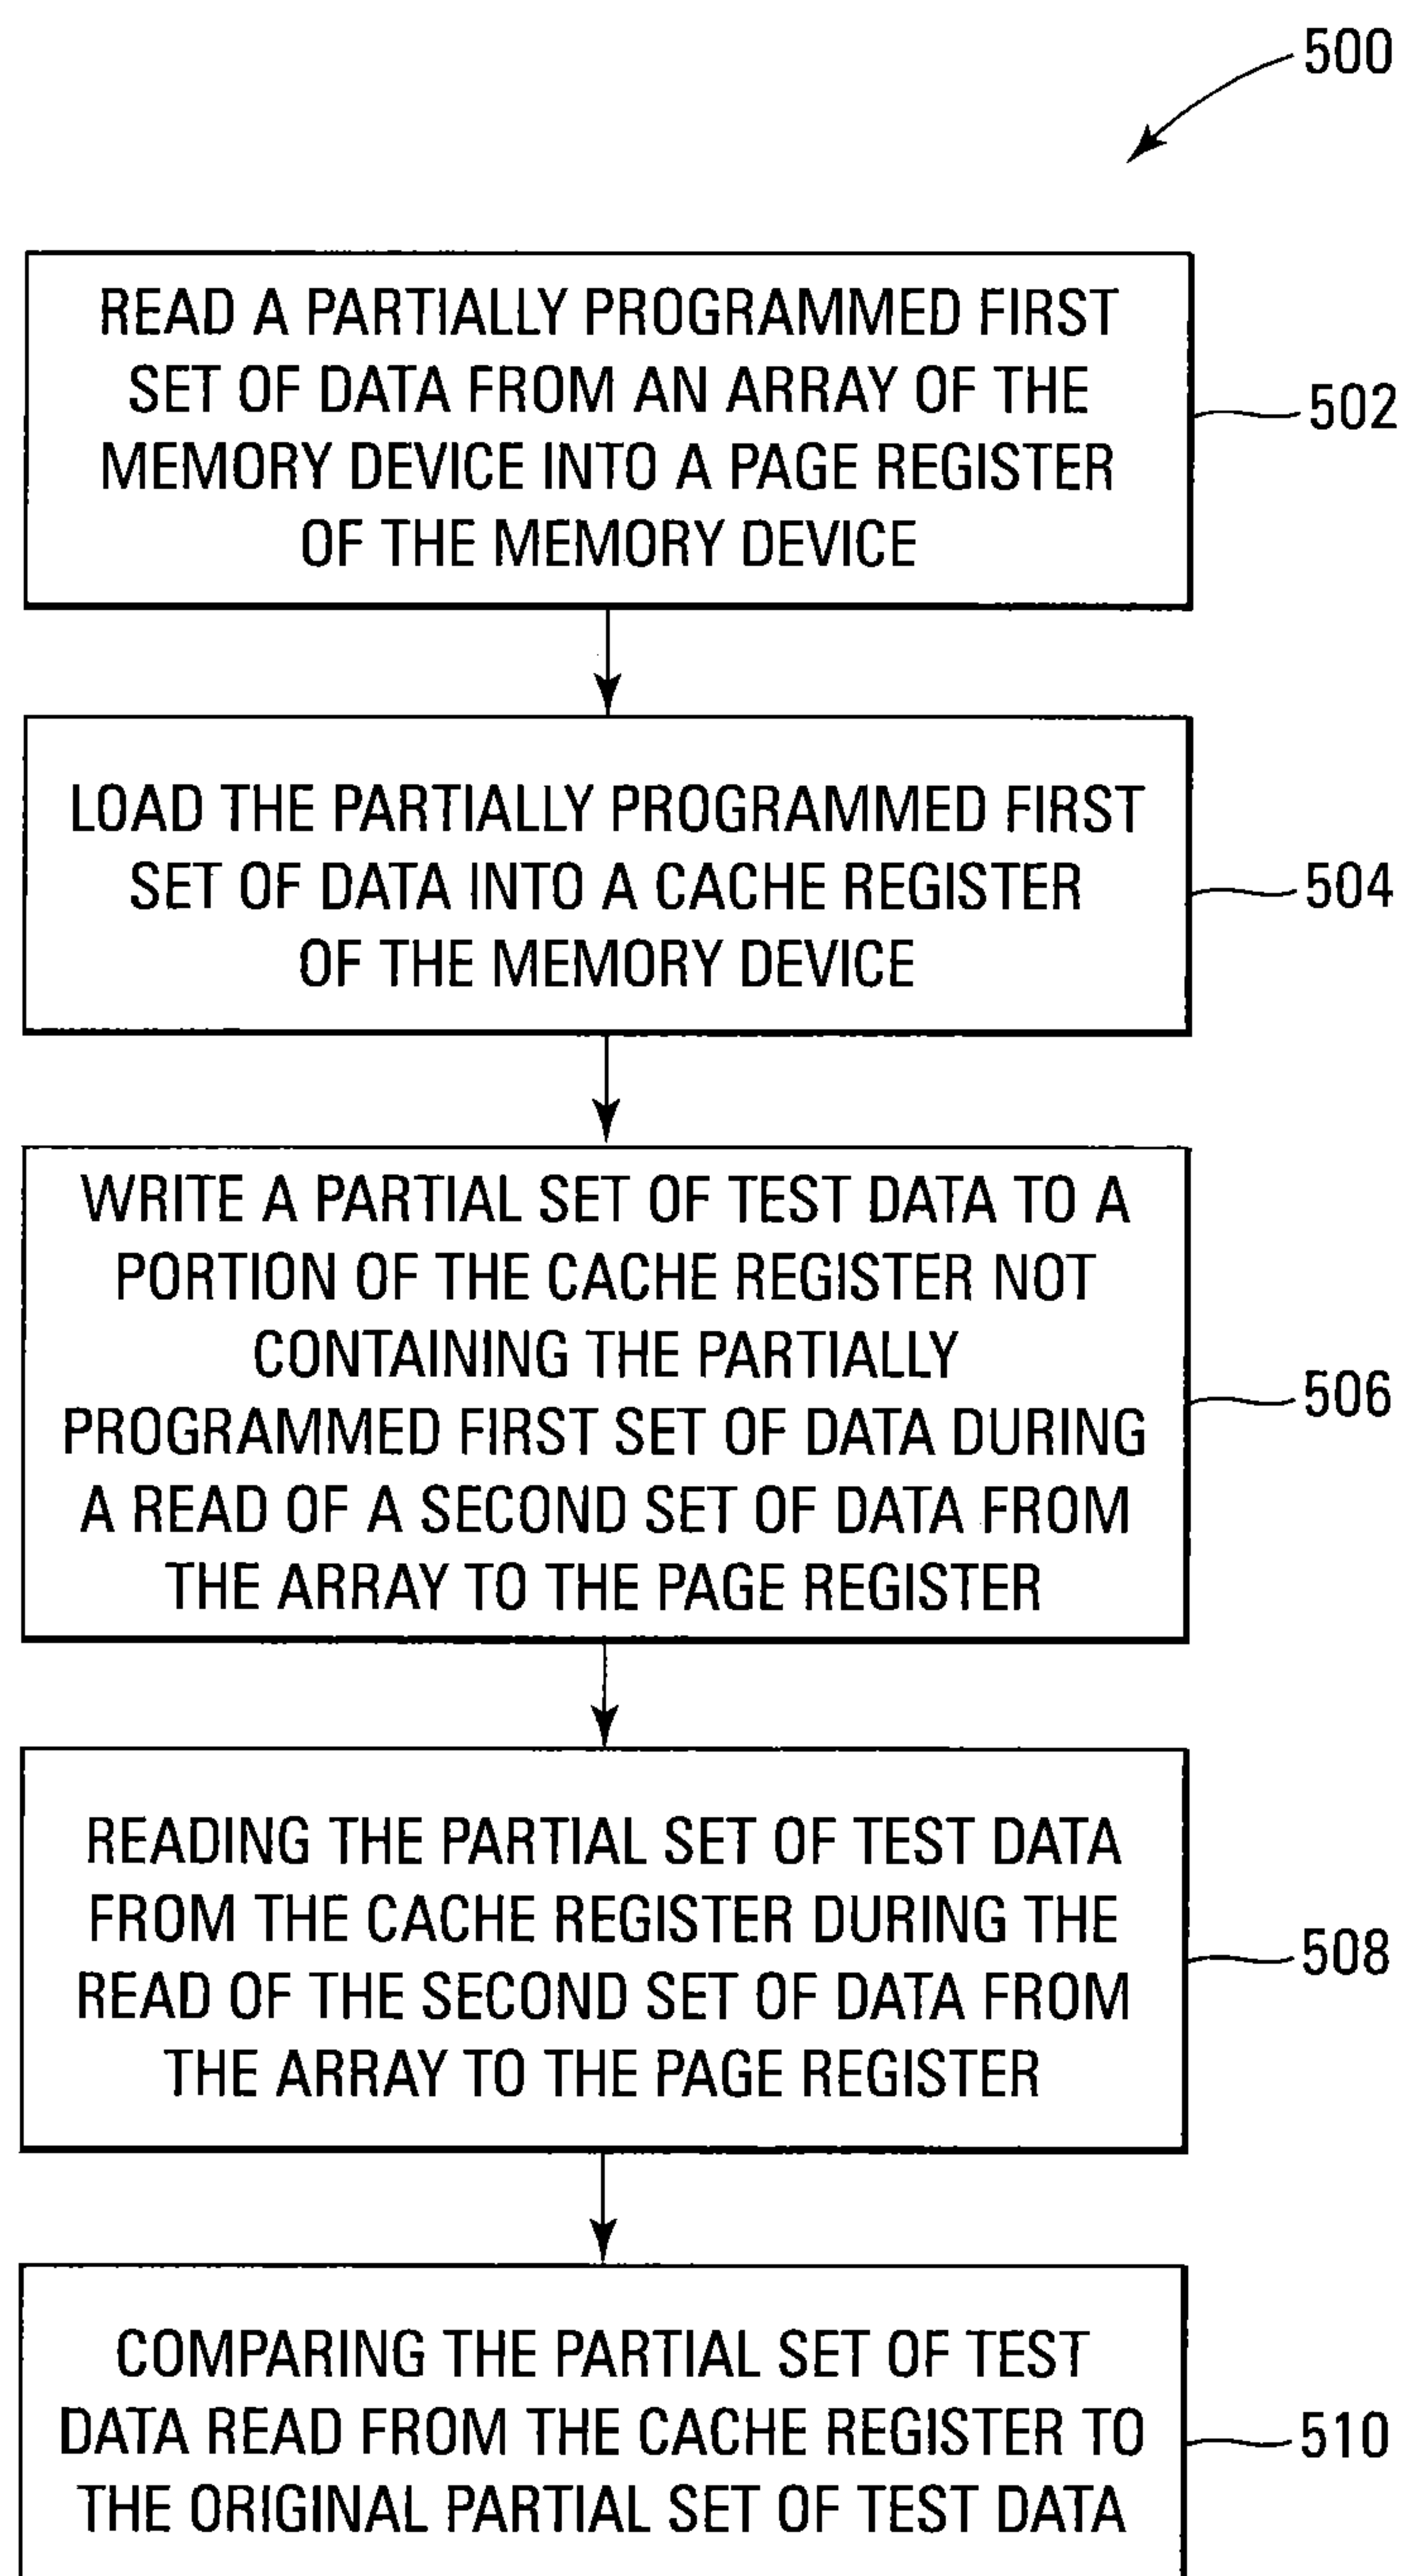 500
READ A PARTIALLY PROGRAMMED FIRST
SET OF DATA FROM AN ARRAY OF THE
MEMORY DEVICE INTO A PAGE REGISTER
OF THE MEMORY DEVICE
502
LOAD THE PARTIALLY PROGRAMMED FIRST
SET OF DATA INTO A CACHE REGISTER
OF THE MEMORY DEVICE
504
WRITE A PARTIAL SET OF TEST DATA TO A
PORTION OF THE CACHE REGISTER NOT
CONTAINING THE PARTIALLY
PROGRAMMED FIRST SET OF DATA DURING
A READ OF A SECOND SET OF DATA FROM
THE ARRAY TO THE PAGE REGISTER
506
READING THE PARTIAL SET OF TEST DATA
FROM THE CACHE REGISTER DURING THE
READ OF THE SECOND SET OF DATA FROM
THE ARRAY TO THE PAGE REGISTER
508
COMPARING THE PARTIAL SET OF TEST
DATA READ FROM THE CACHE REGISTER TO
THE ORIGINAL PARTIAL SET OF TEST DATA
510